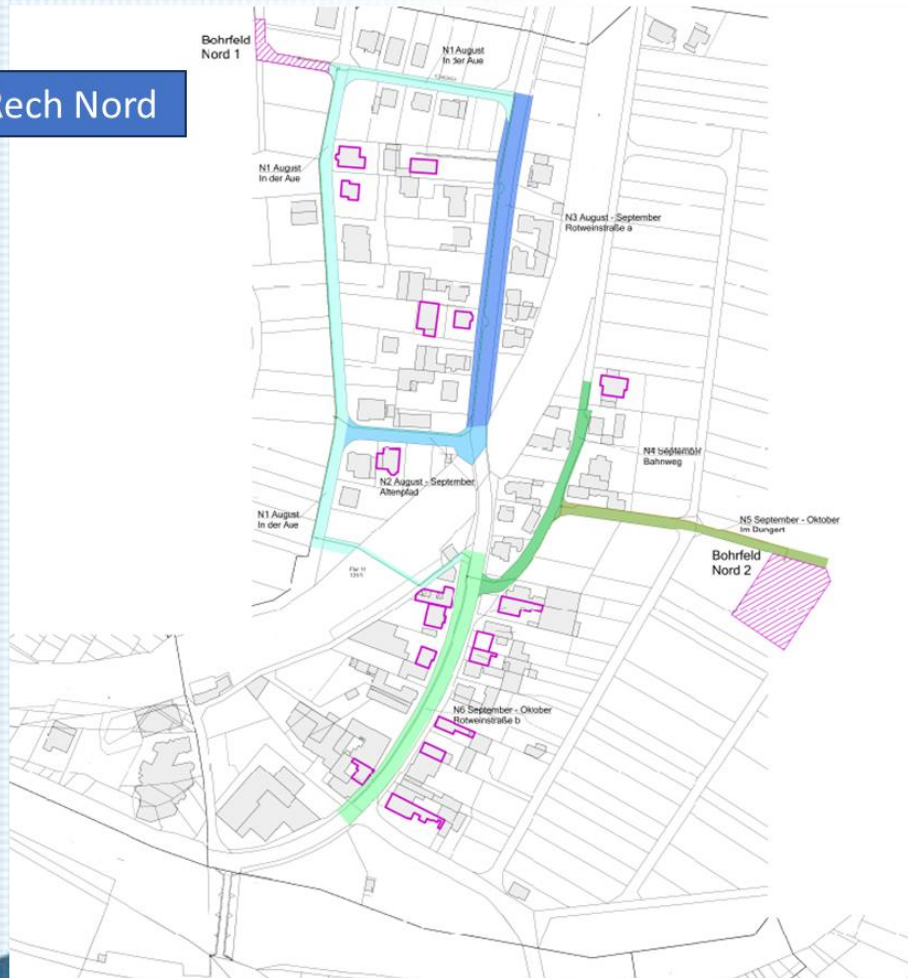 Bohrfeld
Nord 1
N1 August
In der Aue
Rech Nord
N1 August
In der Aue
N3 August - September
Rotweinstraße a
N4 September
Bahnweg
N2 August - September
Altenpfad
N1 August
In der Aue
N5 September - Oktober
Im Dungert
Bohrfeld
Nord 2
N6 September - Oktober
Rotweinstraße b